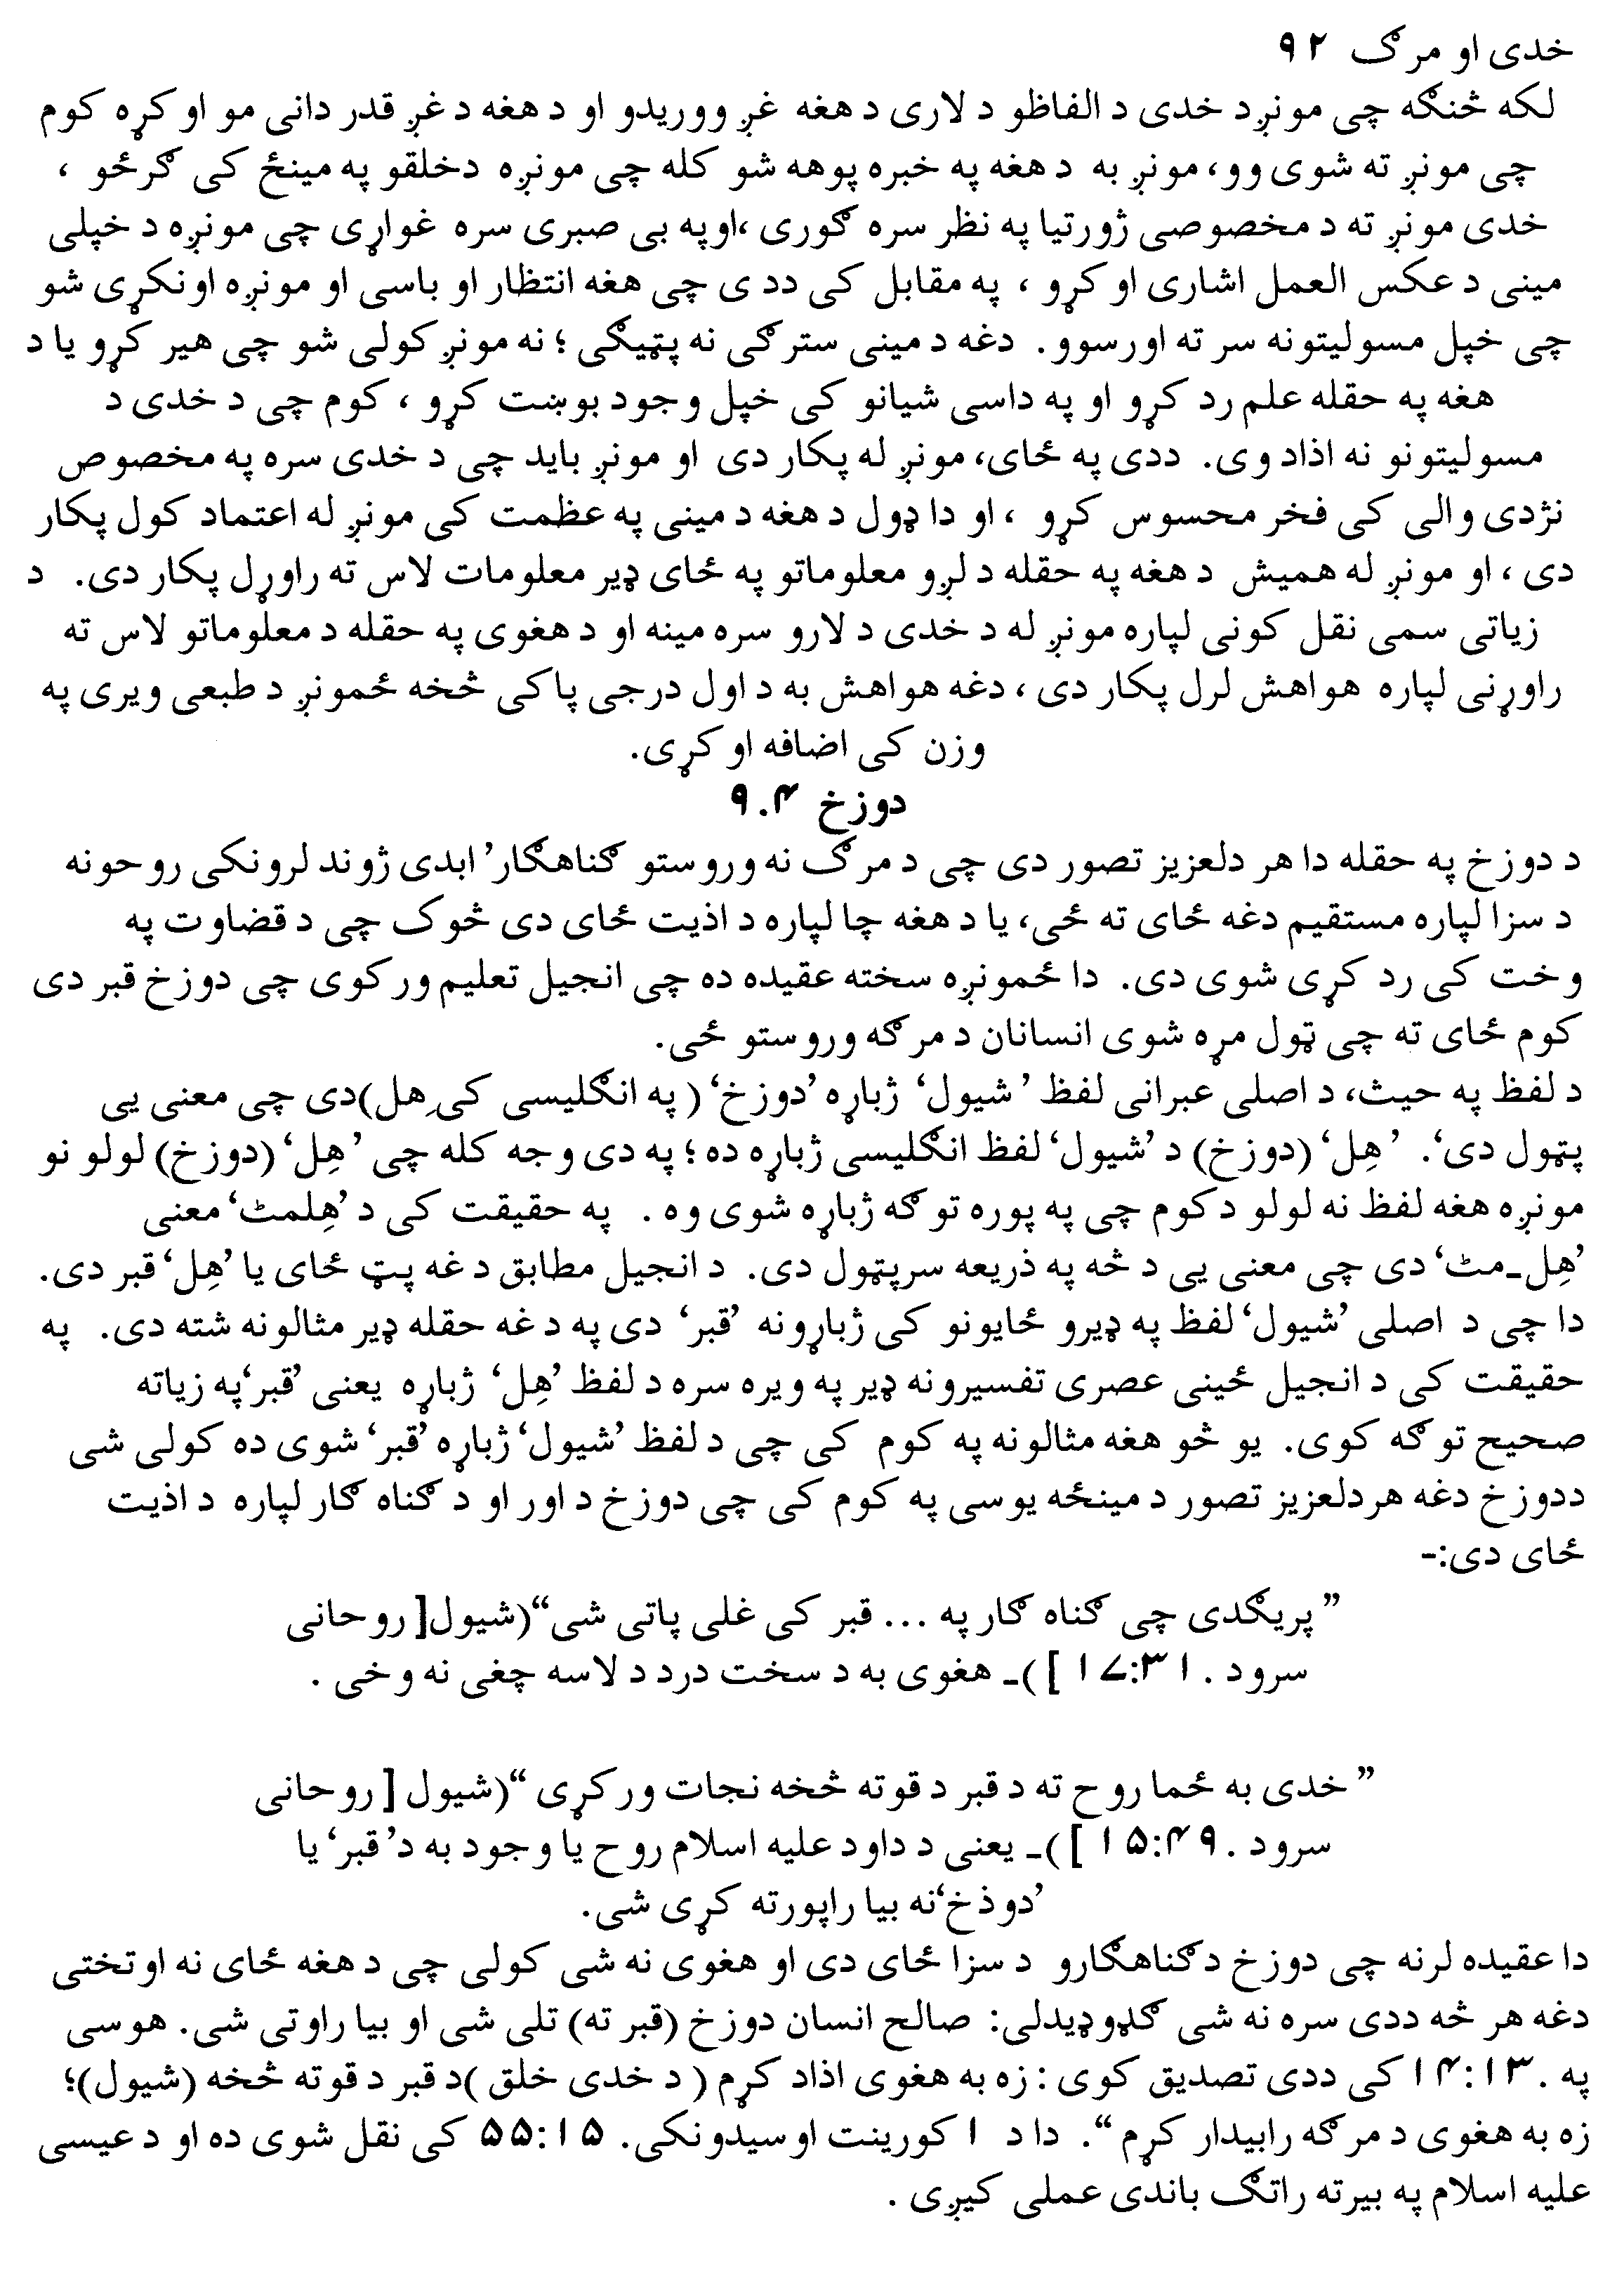 خدی او مرګ ۹۲
لکه څنګه چی مونږد خدی د الفاظو د لاری د هغه غږ ووریدو او د هغه د غږ قدر دانی مو او کړه کوم
چی مونږ ته شوی وو، مونږ به د هغه په خبره پوهه شو کله چی مونږه دخلقو په مینځ کی ګرځو ،
خدی مونږ ته د مخصوصی ژورتیا په نظر سره ګوری ،اوپه بی صبری سره غواړی چی مونږه د خپلی
مینی د عکس العمل اشاری او کړو ، په مقابل کی دد ی چی هغه انتظار او باسی او مونږه اونکړی شو
چی خپل مسولیتونه سر ته اورسوو. دغه د مینی سترګی نه پټیګی ؛ نه مونږ کولی شو چی هیر کړو یا د
هغه په حقله علم رد کړو او په داسی شیانو کی خپل وجود بوښت کړو ، کوم چی د خدی د
مسولیتونو نه اذاد وی. ددی په ځای، مونږ له پکار دی او مونږ باید چی د خدی سره په مخصوص
نژدی والی کی فخر محسوس کړو ، او دا ډول د هغه د مینی په عظمت کی مونږ له اعتماد کول پکار
دی ، او مونږ له همیش د هغه په حقله د لږو معلوماتو په ځای ډیر معلومات لاس ته راوړل پکار دی. د
زیاتی سمی نقل کونی لپاره مونږ له د خدی د لارو سره مینه او د هغوی په حقله د معلوماتو لاس ته
راوړنی لپاره هواهش لرل پکار دی ، دغه هواهش به د اول درجی پاکی څخه ځمونږ د طبعی ویری په
وزن کی اضافه او کړی.
دوزخ ۹.۴
د دوزخ په حقله دا هر دلعزیز تصور دی چی د مرګ نه وروستو ګناهګار’ ابدی ژوند لرونکی روحونه
د سزا لپاره مستقیم دغه ځای ته ځی، یا د هغه چا لپاره د اذیت ځای دی څوک چی د قضاوت په
وخت کی رد کړی شوی دی. دا ځمونږه سخته عقیده ده چی انجیل تعلیم ورکوی چی دوزخ قبر دی
کوم ځای ته چی ټول مړه شوی انسانان د مرګه وروستو ځی.
د لفظ په حیث، د اصلی عبرانی لفظ ’ شیول‘ ژباړه ’دوزخ‘ ( په انګلیسی کی ِهل)دی چی معنی یی
پټول دی‘. ’ هِل‘ (دوزخ) د ’شیول‘ لفظ انګلیسی ژباړه ده ؛ په دی وجه کله چی ’ هِل‘ (دوزخ) لولو نو
مونږه هغه لفظ نه لولو د کوم چی په پوره توګه ژباړه شوی وه . په حقیقت کی د ’هِلمټ‘ معنی
’هِل-مټ‘ دی چی معنی یی د څه په ذریعه سرپټول دی. د انجیل مطابق دغه پټ ځای یا ’هِل‘ قبر دی.
دا چی د اصلی ’شیول‘ لفظ په ډیرو ځایونو کی ژباړونه ’قبر‘ دی په دغه حقله ډیر مثالونه شته دی. په
حقیقت کی د انجیل ځینی عصری تفسیرونه ډیر په ویره سره د لفظ ’هِل‘ ژباړه یعنی ’قبر‘په زیاته
صحیح توګه کوی. یو څو هغه مثالونه په کوم کی چی د لفظ ’شیول‘ ژباړه ’قبر‘ شوی ده کولی شی
ددوزخ دغه هردلعزیز تصور د مینځه یوسی په کوم کی چی دوزخ د اور او د ګناه ګار لپاره د اذیت
ځای دی:-
” پریګدی چی ګناه ګار په ... قبر کی غلی پاتی شی“(شیول[ روحانی
سرود . ۱۷:۳۱ ])- هغوی به د سخت درد د لاسه چغی نه وخی .
” خدی به ځما روح ته د قبر د قوته څخه نجات ورکړی “(شیول [ روحانی
سرود . ۱۵:۴۹ ])- یعنی د داود علیه اسلام روح یا وجود به د’ قبر‘ یا
’دوذخ‘نه بیا راپورته کړی شی.
دا عقیده لرنه چی دوزخ دګناهګارو د سزا ځای دی او هغوی نه شی کولی چی د هغه ځای نه اوتختی
دغه هر څه ددی سره نه شی ګډوډیدلی: صالح انسان دوزخ (قبر ته) تلی شی او بیا راوتی شی. هوسی
په . ۱۴:۱۳ کی ددی تصدیق کوی : زه به هغوی اذاد کړم ( د خدی خلق )د قبر د قوته څخه (شیول)؛
زه به هغوی د مرګه رابیدار کړم “. دا د ۱ کورینت اوسیدونکی. ۵۵:۱۵ کی نقل شوی ده او د عیسی
علیه اسلام په بیرته راتګ باندی عملی کیږی .